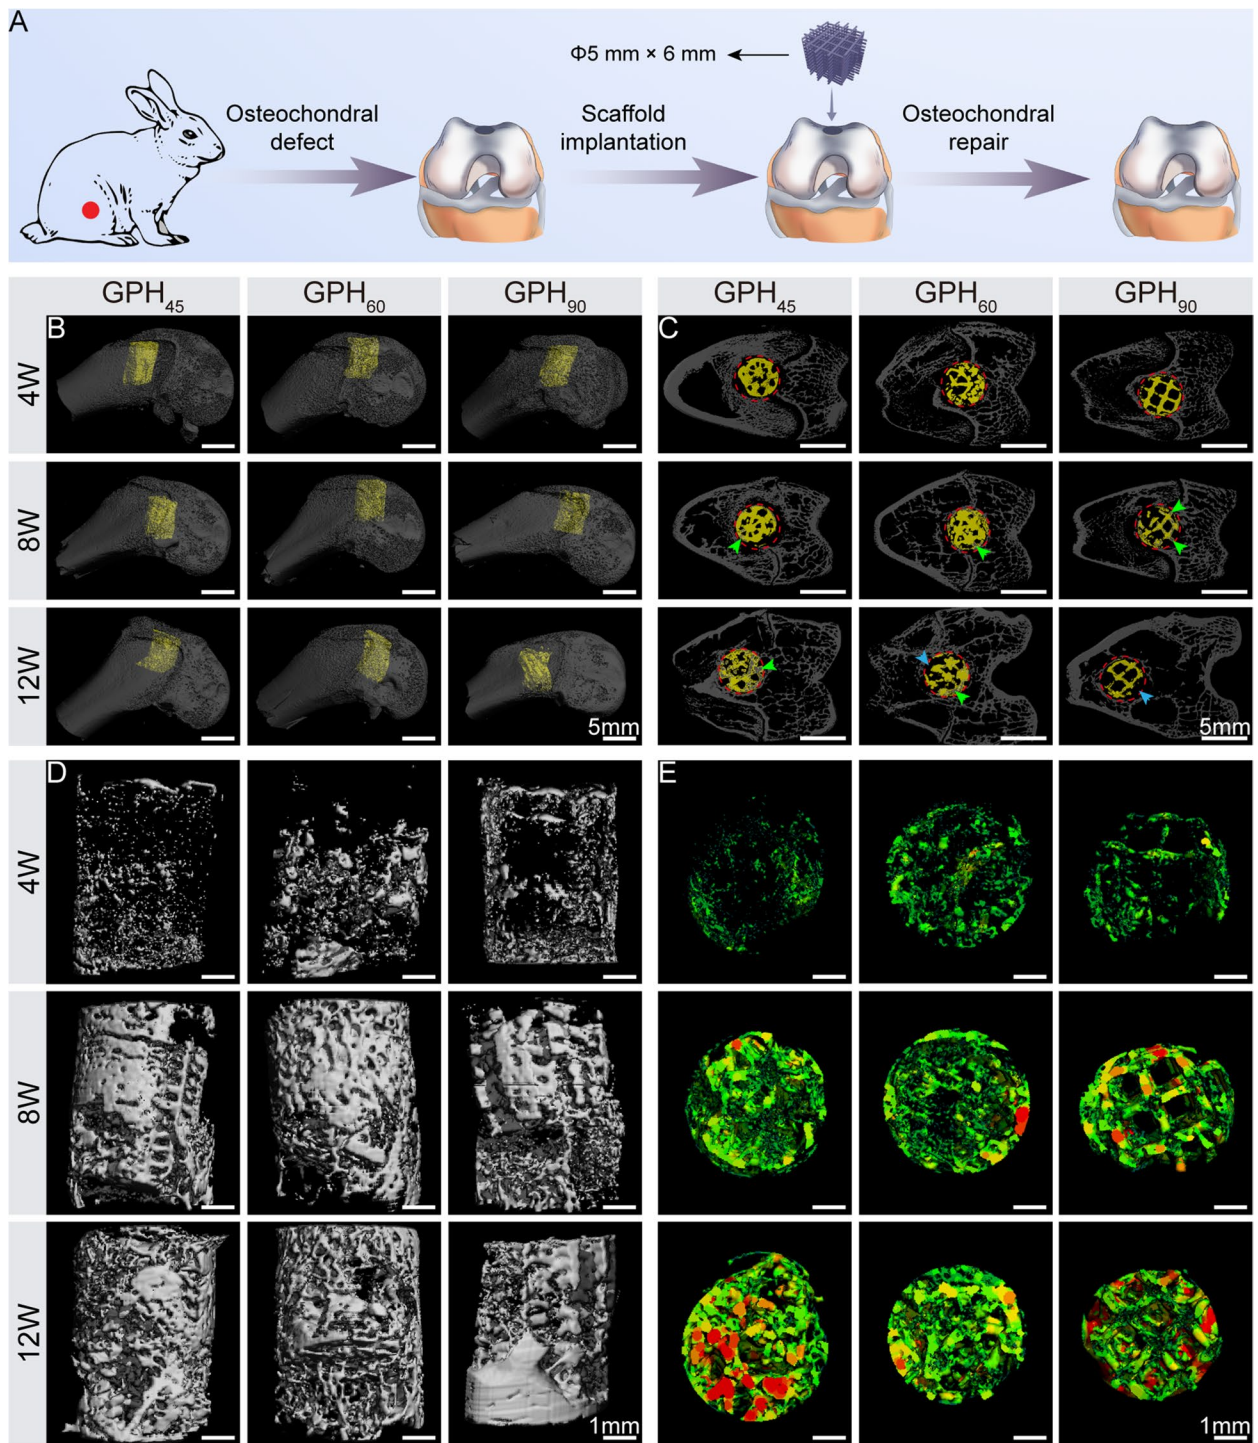 A
Φ5 mm × 6 mm
Osteochondral
defect
Scaffold
implantation
Osteochondral
repair
GPH45
GPH60
GPH90
GPH45
GPH60
GPH90
B
C
4W
8W
12W
5mm
5mm
D
E
4W
8W
12W
1mm
1mm